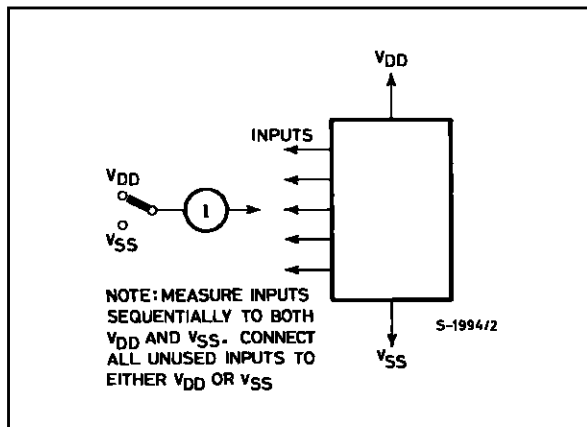 VDD
INPUTS
VDD
I
VSS
NOTE: MEASURE INPUTS
SEQUENTIALLY TO BOTH
VDD AND VSS. CONNECT
ALL UNUSED INPUTS TO
EITHER VDD OR VSS
S-1994/2
VSS